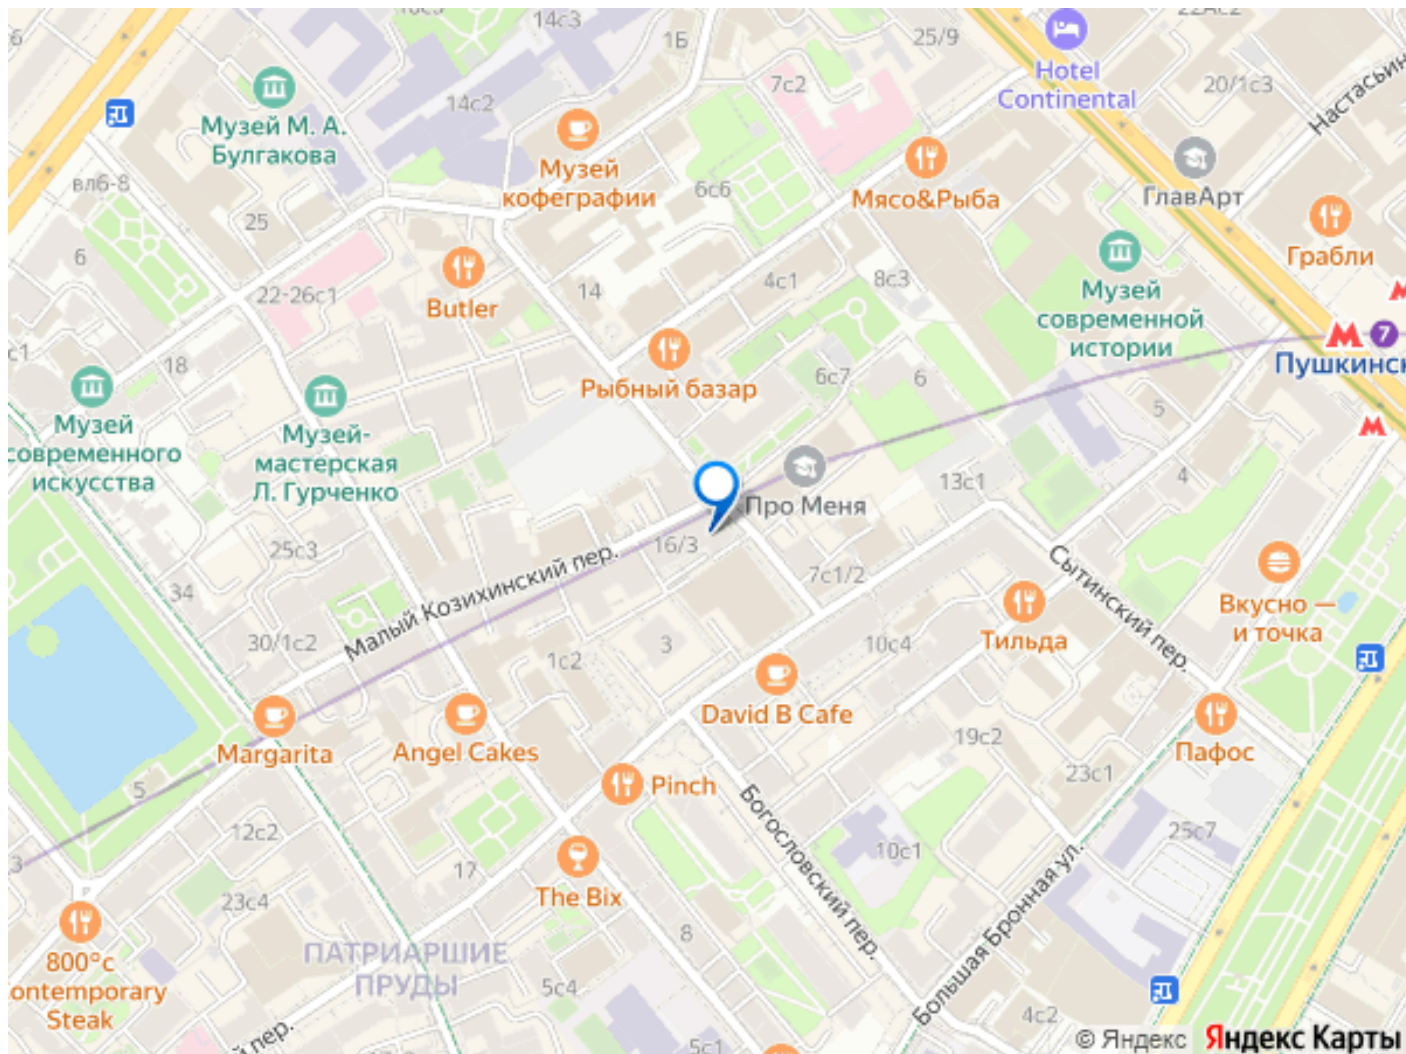 14с3
1Б
25/9
7с2
Hotel
Continental
20/1с3
14с2
Музей М. А.
Булгакова
Музей
кофеграфии
6с6
Мясо&Рыба
ГлавАрт
вл6-8
25
6
Грабли
Butler
22-26с1
14
4с1
8с3
Музей
современной
истории
7
Пушкинск
18
Рыбный базар
6с7
6
5
Музей
современного
искусства
Музей-
мастерская
Л. Гурченко
Про Меня
13с1
4
25с3
16/3
Малый Козихинский пер.
7с1/2
Сытинский пер.
34
30/1с2
Тильда
Вкусно —
и точка
1с2
3
10с4
David B Cafe
Margarita
Angel Cakes
Pinch
19с2
Пафос
23с1
5
12с2
Богословский пер.
25с7
10с1
17
3
The Bix
23с4
Большая Бронная ул.
ПАТРИАРШИЕ
ПРУДЫ
8
800°c
ontemporary
Steak
5с4
4с2
й пер.
5с1
© Яндекс Яндекс Карты